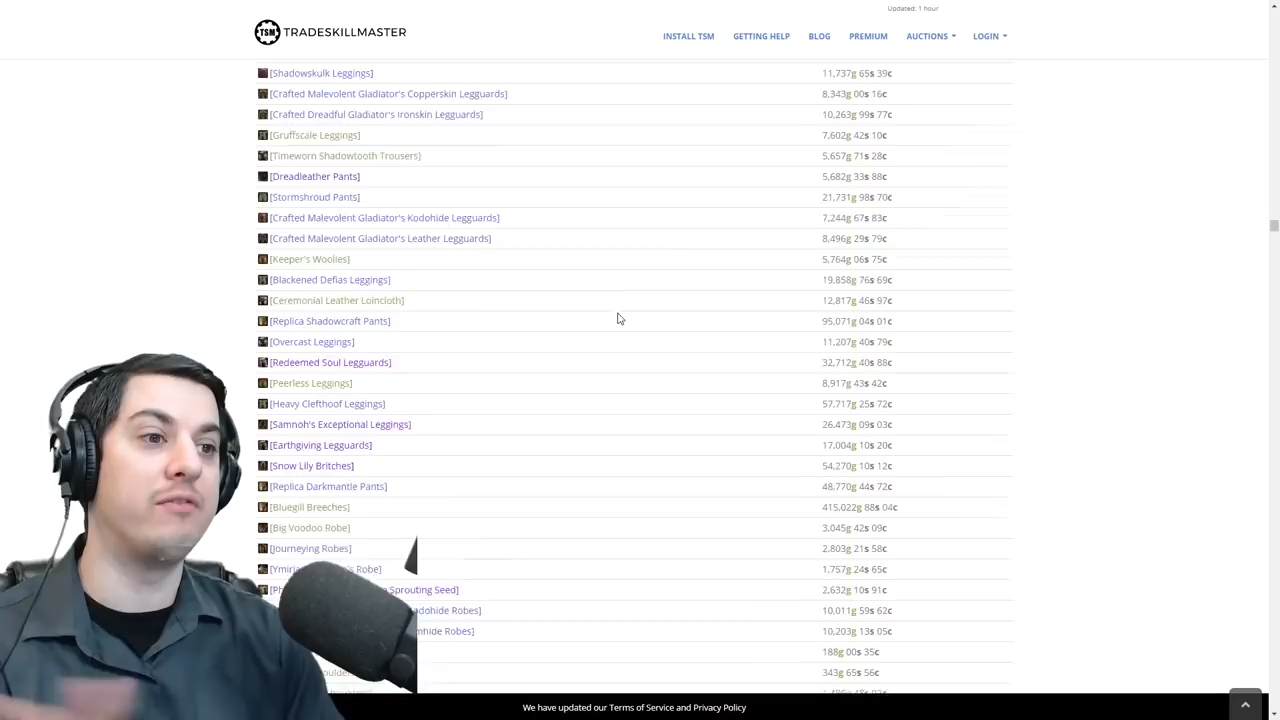 Updated: 1 hour
TSM TRADESKILLMASTER
INSTALL TSM GETTING HELP BLOG PREMIUM AUCTIONS LOGIN
[Shadowskulk Leggings] 11,737g 65s 39c
[Crafted Malevolent Gladiator's Copperskin Legguards] 8,343g 00s 16c
[Crafted Dreadful Gladiator's Ironskin Legguards] 10,263g 99s 77c
[Gruffscale Leggings] 7,602g 42s 10c
[Timeworn Shadowtooth Trousers] 5,657g 71s 28c
[Dreadleather Pants] 5,682g 33s 88c
[Stormshroud Pants] 21,731g 98s 70c
[Crafted Malevolent Gladiator's Kodohide Legguards] 7,244g 67s 83c
[Crafted Malevolent Gladiator's Leather Legguards] 8,496g 29s 79c
[Keeper's Woolies] 5,764g 06s 75c
[Blackened Defias Leggings] 19,858g 76s 69c
[Ceremonial Leather Loincloth] 12,817g 46s 97c
[Replica Shadowcraft Pants] 95,071g 04s 01c
[Overcast Leggings] 11,207g 40s 79c
[Redeemed Soul Legguards] 32,712g 40s 88c
[Peerless Leggings] 8,917g 43s 42c
[Heavy Clefthoof Leggings] 57,717g 25s 72c
[Samnoh's Exceptional Leggings] 26,473g 09s 03c
[Earthgiving Legguards] 17,004g 10s 20c
[Snow Lily Britches] 54,270g 10s 12c
[Replica Darkmantle Pants] 48,770g 44s 72c
[Bluegill Breeches] 415,022g 88s 04c
[Big Voodoo Robe] 3,045g 42s 09c
[Journeying Robes] 2,803g 21s 58c
Robe] 1,757g 24s 65c
Sprouting Seed] 2,632g 10s 91c
Robes] 10,011g 59s 62c
Robes] 10,203g 13s 05c
188g 00s 35c
343g 65s 56c
We have updated our Terms of Service and Privacy Policy